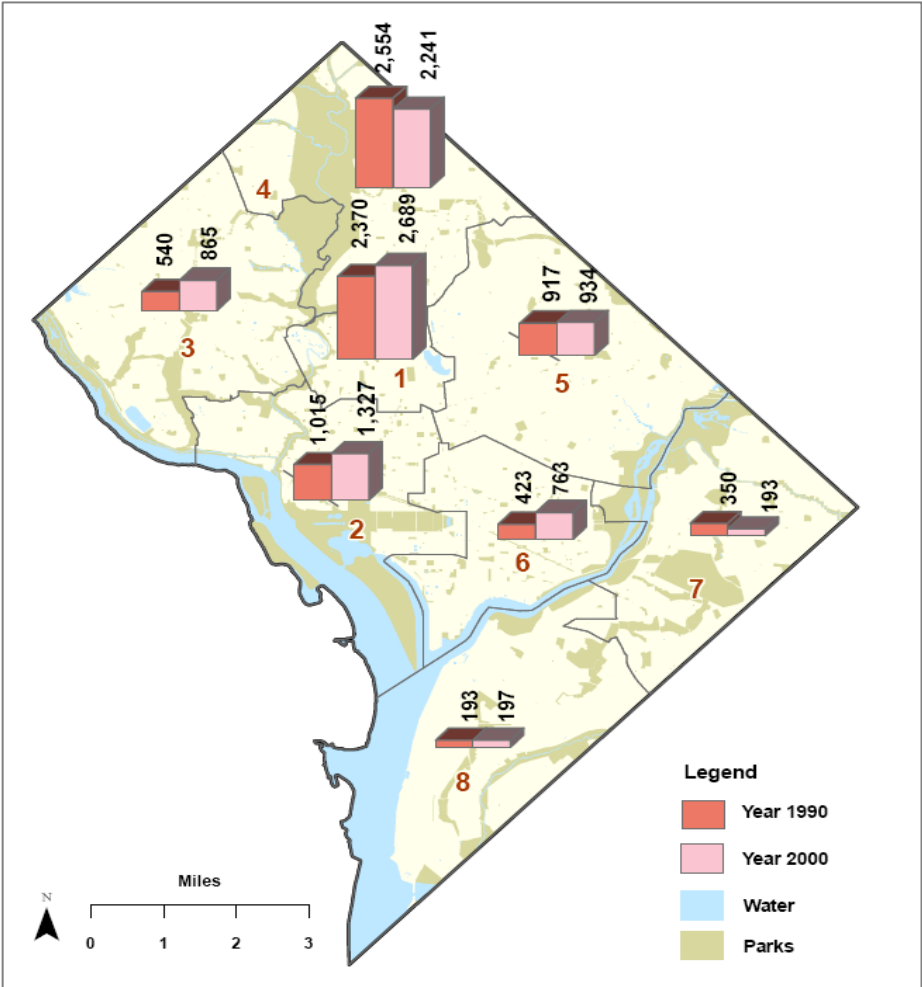 2,554 2,241
4
2,370 2,689
540 865
3
917 934
5
1
1,015 1,327
2
423 763
6
350 193
7
193 197
8
Legend
Year 1990
Year 2000
Water
Parks
Miles
N
0 1 2 3